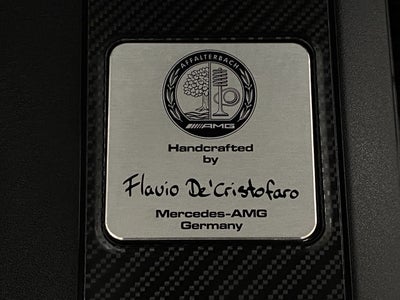 AFFALTERBACH
AMG
Handcrafted
by
Flavio De'Cristofaro
Mercedes-AMG
Germany